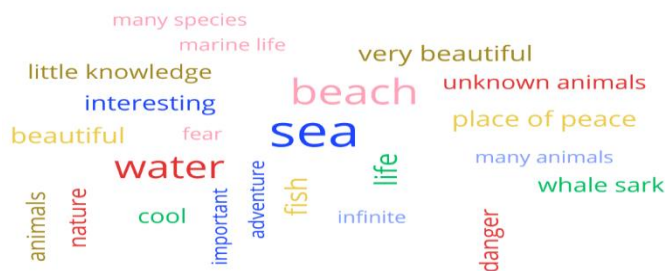 many species
marine life
very beautiful
little knowledge
unknown animals
beach
interesting
place of peace
sea
beautiful
fear
many animals
water
life
whale sark
adventure
fish
important
animals
nature
cool
infinite
danger